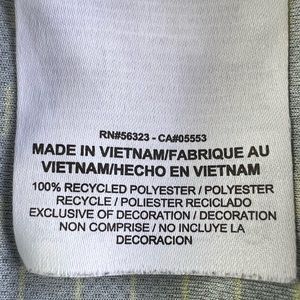 RN#56323 - CA#05553
MADE IN VIETNAM/FABRIQUE AU
VIETNAM/HECHO EN VIETNAM
100% RECYCLED POLYESTER / POLYESTER
RECYCLE / POLIESTER RECICLADO
EXCLUSIVE OF DECORATION / DECORATION
NON COMPRISE / NO INCLUYE LA
DECORACION